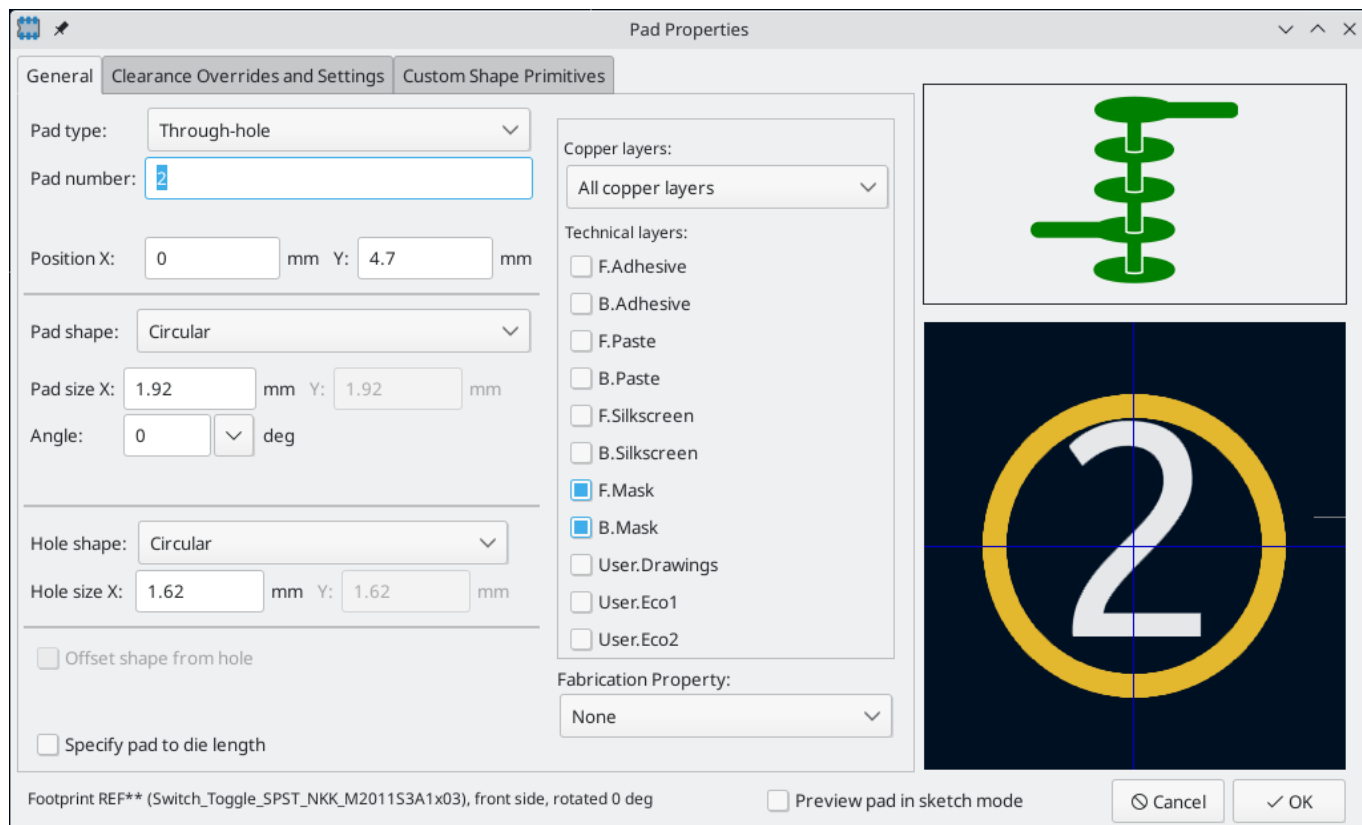 Pad Properties
General Clearance Overrides and Settings Custom Shape Primitives
Pad type: Through-hole
Pad number: 2
Position X: 0 mm Y: 4.7 mm
Pad shape: Circular
Pad size X: 1.92 mm Y: 1.92 mm
Angle: 0 deg
Hole shape: Circular
Hole size X: 1.62 mm Y: 1.62 mm
Offset shape from hole
Specify pad to die length
Copper layers:
All copper layers
Technical layers:
F.Adhesive
B.Adhesive
F.Paste
B.Paste
F.Silkscreen
B.Silkscreen
F.Mask
B.Mask
User.Drawings
User.Eco1
User.Eco2
Fabrication Property:
None
2
Footprint REF** (Switch_Toggle_SPST_NKK_M2011S3A1x03), front side, rotated 0 deg
Preview pad in sketch mode
Cancel
OK